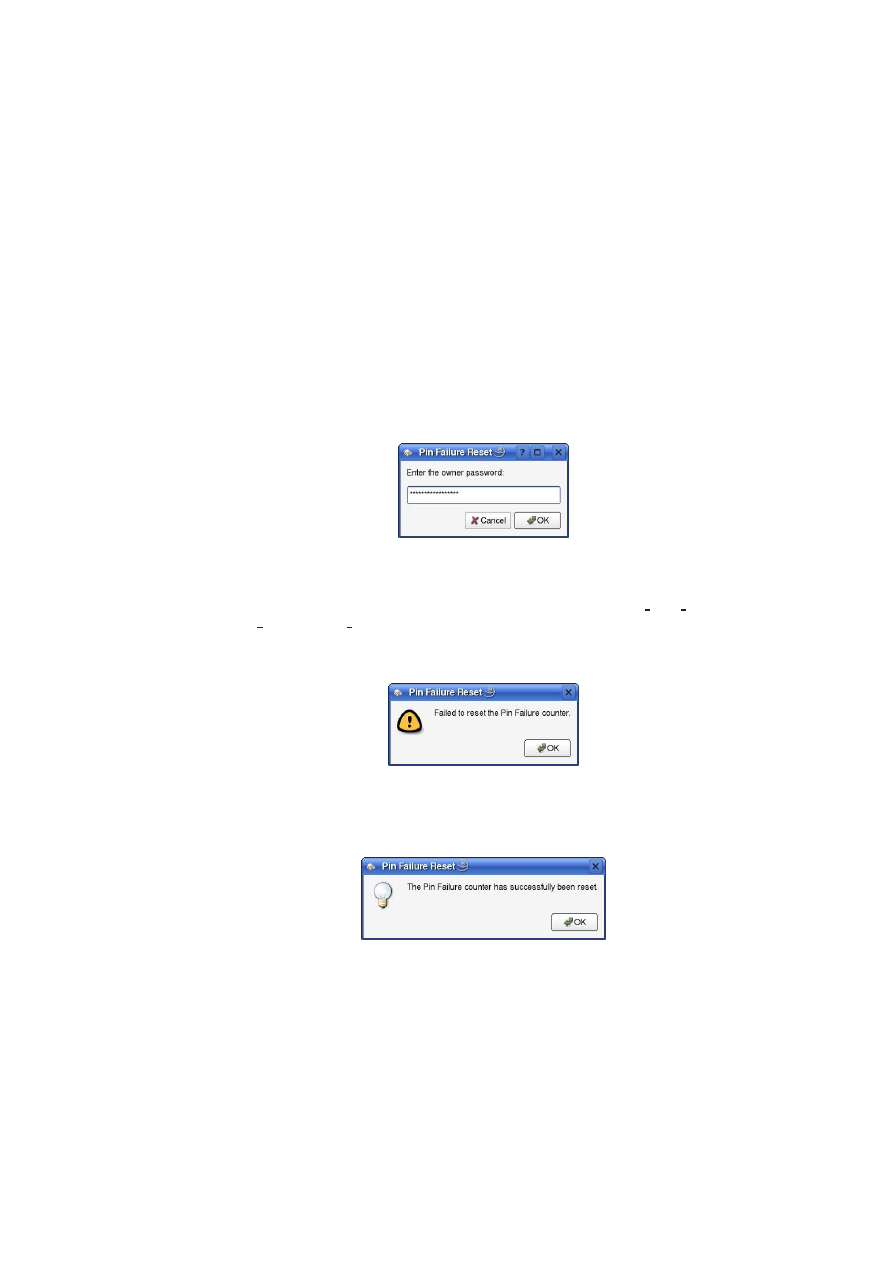 Pin Failure Reset
Enter the owner password:
*****************
Cancel
OK
Pin Failure Reset
Failed to reset the Pin Failure counter.
OK
Pin Failure Reset
The Pin Failure counter has successfully been reset.
OK